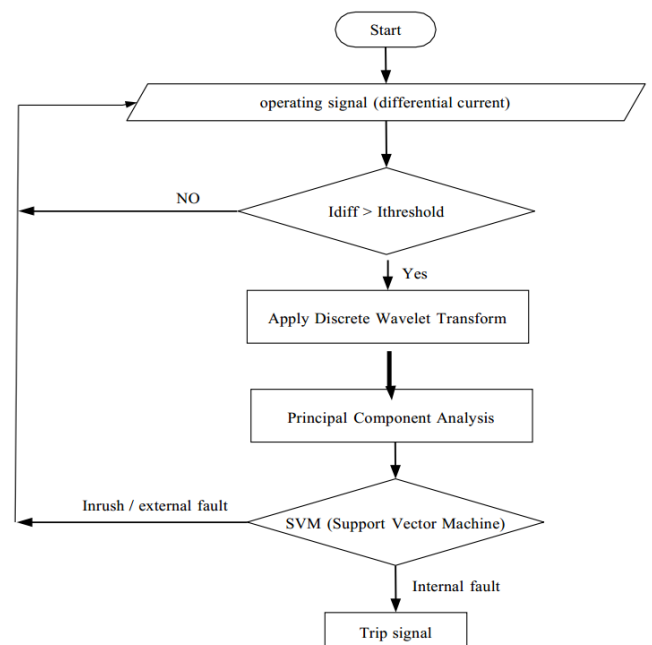 Start
operating signal (differential current)
NO
Idiff > Ithreshold
Yes
Apply Discrete Wavelet Transform
Principal Component Analysis
Inrush / external fault
SVM (Support Vector Machine)
Internal fault
Trip signal